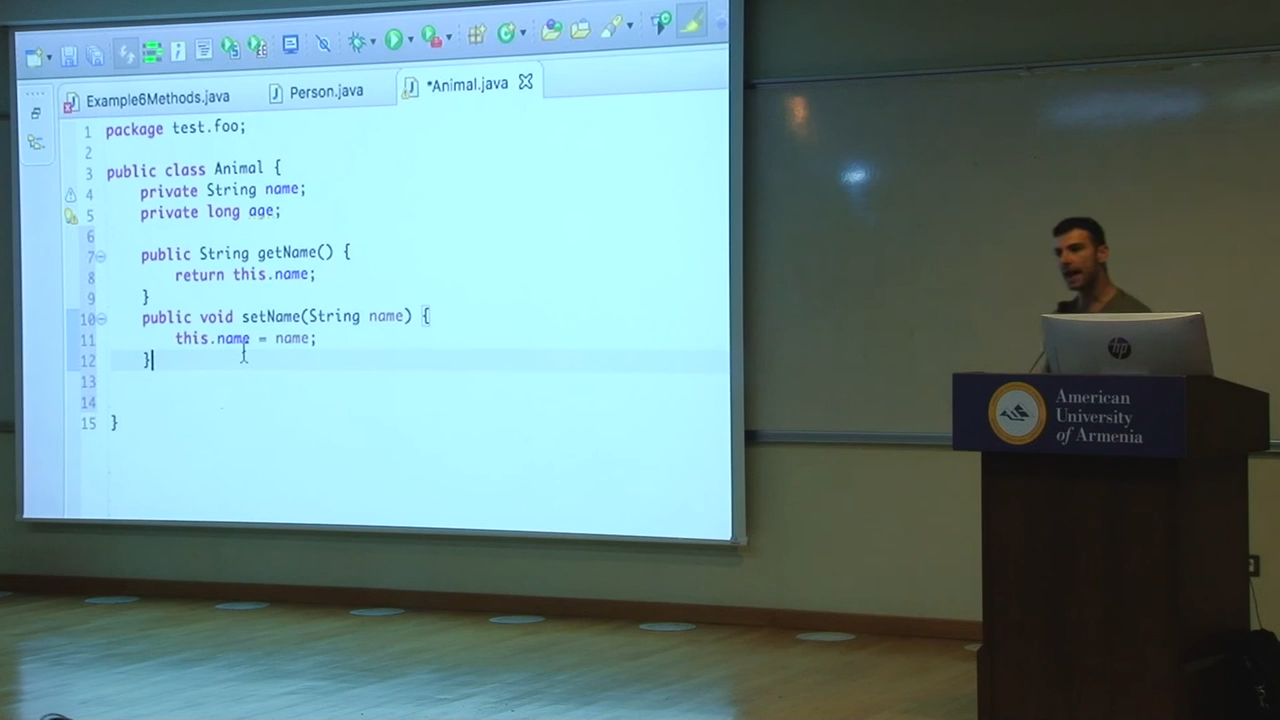 Example6Methods.java
Person.java
*Animal.java
1 package test.foo;
2
3 public class Animal {
4 private String name;
5 private long age;
6
7 public String getName() {
8 return this.name;
9 }
10 public void setName(String name) {
11 this.name = name;
12 }
13
14
15 }
hp
American
University
of Armenia